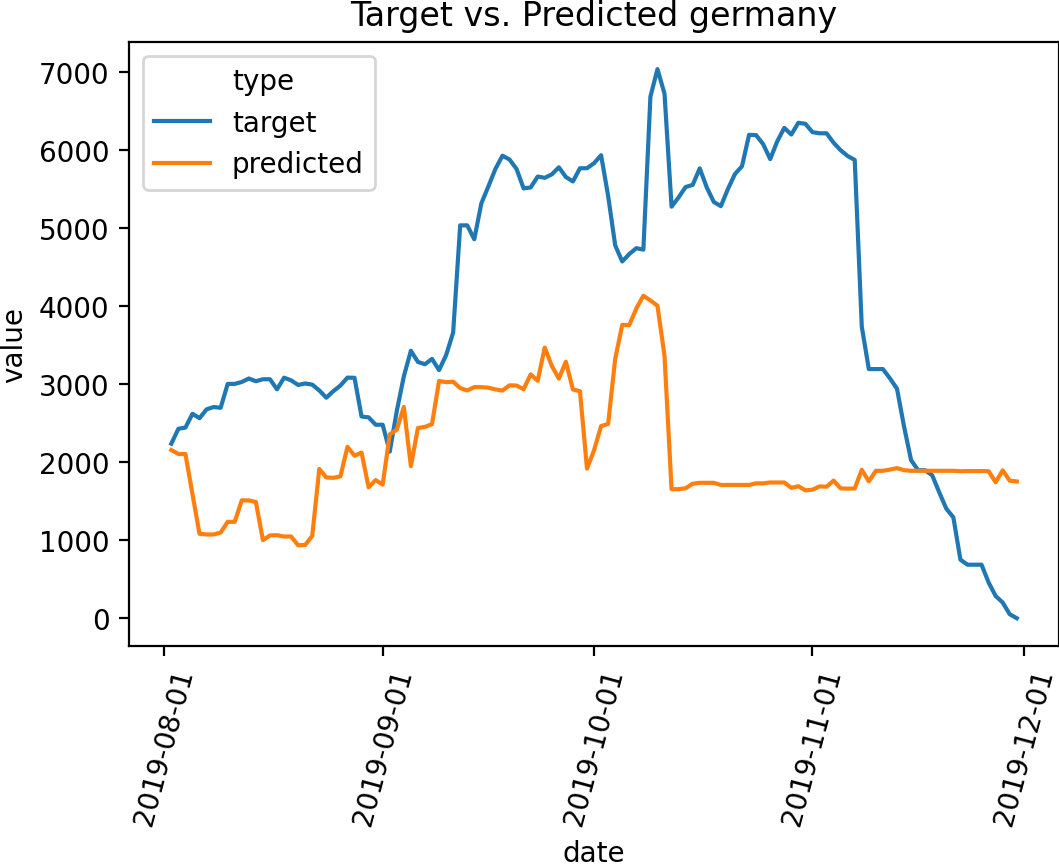 Target vs. Predicted germany
type
target
predicted
7000
6000
5000
4000
3000
2000
1000
0
value
2019-08-01
2019-09-01
2019-10-01
2019-11-01
2019-12-01
date